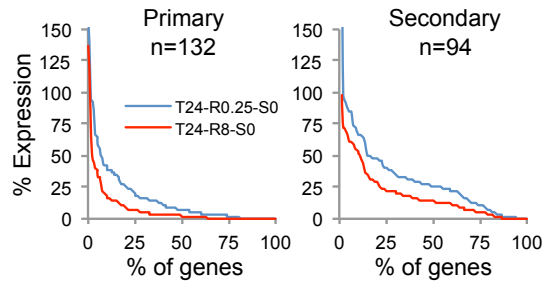 Primary
n=132
Secondary
n=94
% Expression
150
125
100
75
50
25
0
0 25 50 75 100
% of genes
T24-R0.25-S0
T24-R8-S0
150
125
100
75
50
25
0
0 25 50 75 100
% of genes